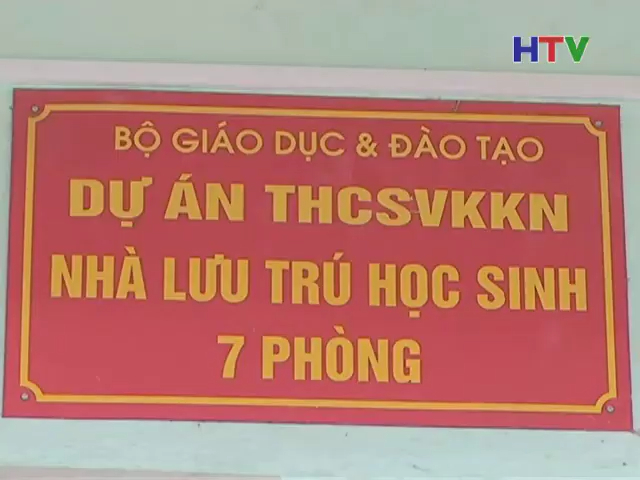 HTV
BỘ GIÁO DỤC & ĐÀO TẠO
DỰ ÁN THCSVKKN
NHÀ LƯU TRÚ HỌC SINH
7 PHÒNG